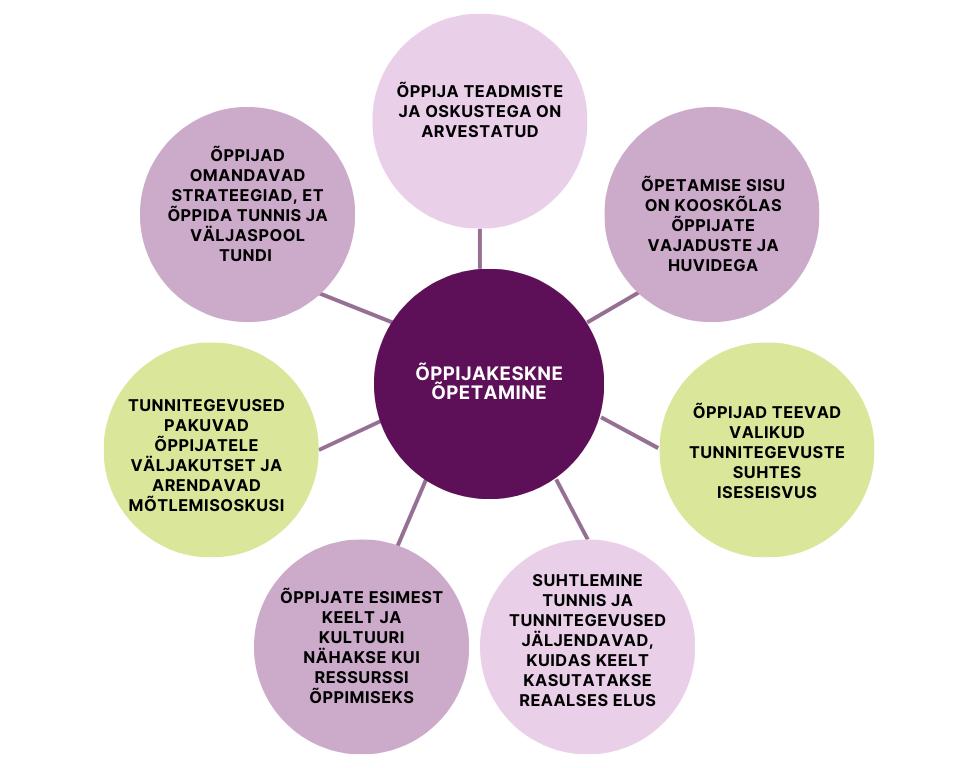 ÕPPIJA TEADMISTE
JA OSKUSTEGA ON
ARVESTATUD
ÕPPIJAD
OMANDAVAD
STRATEEGIAD, ET
ÕPPIDA TUNNIS JA
VÄLJASPOOL
TUNDI
ÕPETAMISE SISU
ON KOOSKÕLAS
ÕPPIJATE
VAJADUSTE JA
HUVIDEGA
ÕPPIJAKESKNE
ÕPETAMINE
TUNNITEGEVUSED
PAKUVAD
ÕPPIJATELE
VÄLJAKUTSET JA
ARENDAVAD
MÕTLEMISOSKUSI
ÕPPIJAD TEEVAD
VALIKUD
TUNNITEGEVUSTE
SUHTES
ISESEISVUS
ÕPPIJATE ESIMEST
KEELT JA
KULTUURI
NÄHAKSE KUI
RESSURSSI
ÕPPIMISEKS
SUHTLEMINE
TUNNIS JA
TUNNITEGEVUSED
JÄLJENDAVAD,
KUIDAS KEELT
KASUTATAKSE
REAALSES ELUS